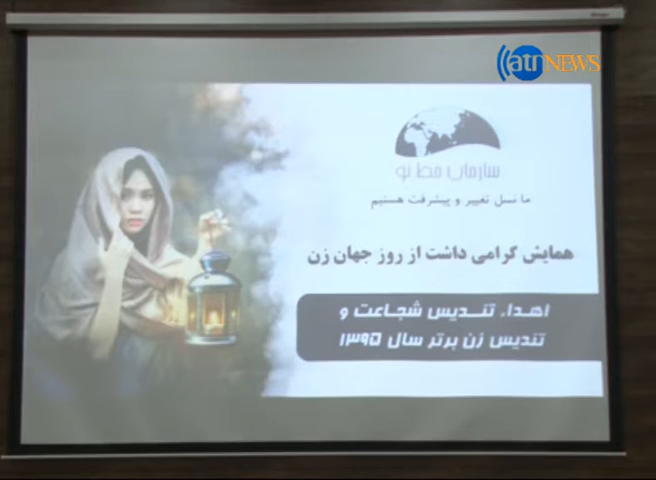 atn NEWS
سازمان خط نو
ما نسل تغییر و پیشرفت هستیم
همایش گرامی داشت از روز جهان زن
اهداء تندیس شجاعت و
تندیس زن برتر سال ۱۳۹۵